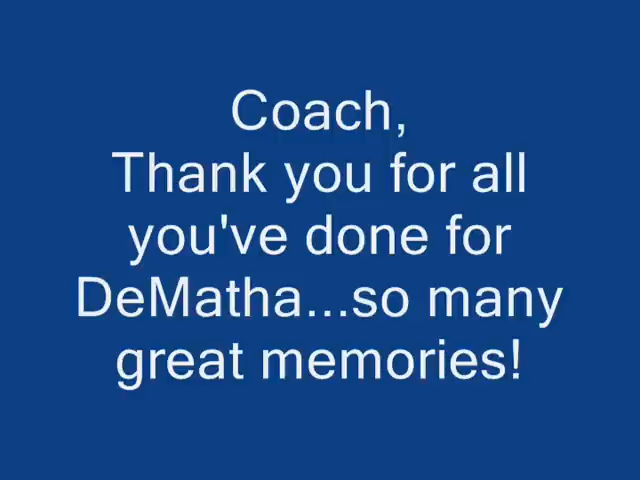 Coach,
Thank you for all
you've done for
DeMatha...so many
great memories!